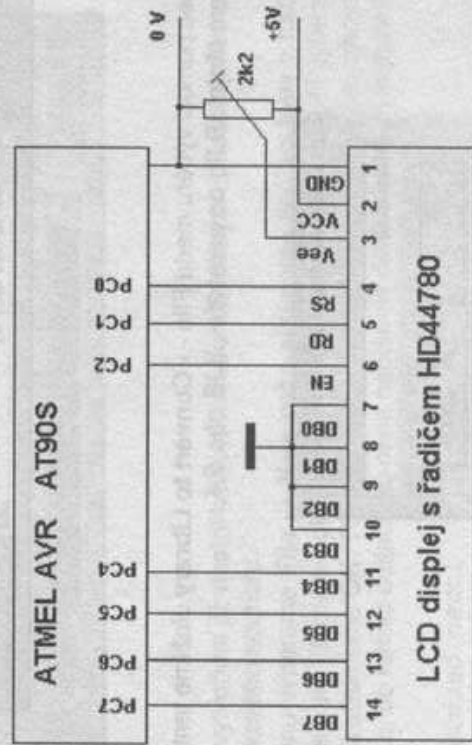 ATMEL AVR AT90S
PC7
PC6
PC5
PC4
PC2
PC1
PC0
0 V
2k2
+5V
DB7
DB6
DB5
DB4
DB3
DB2
DB1
DB0
EN
RD
RS
Vee
VCC
GND
14 13 12 11 10 9 8 7 6 5 4 3 2 1
LCD displej s řadičem HD44780